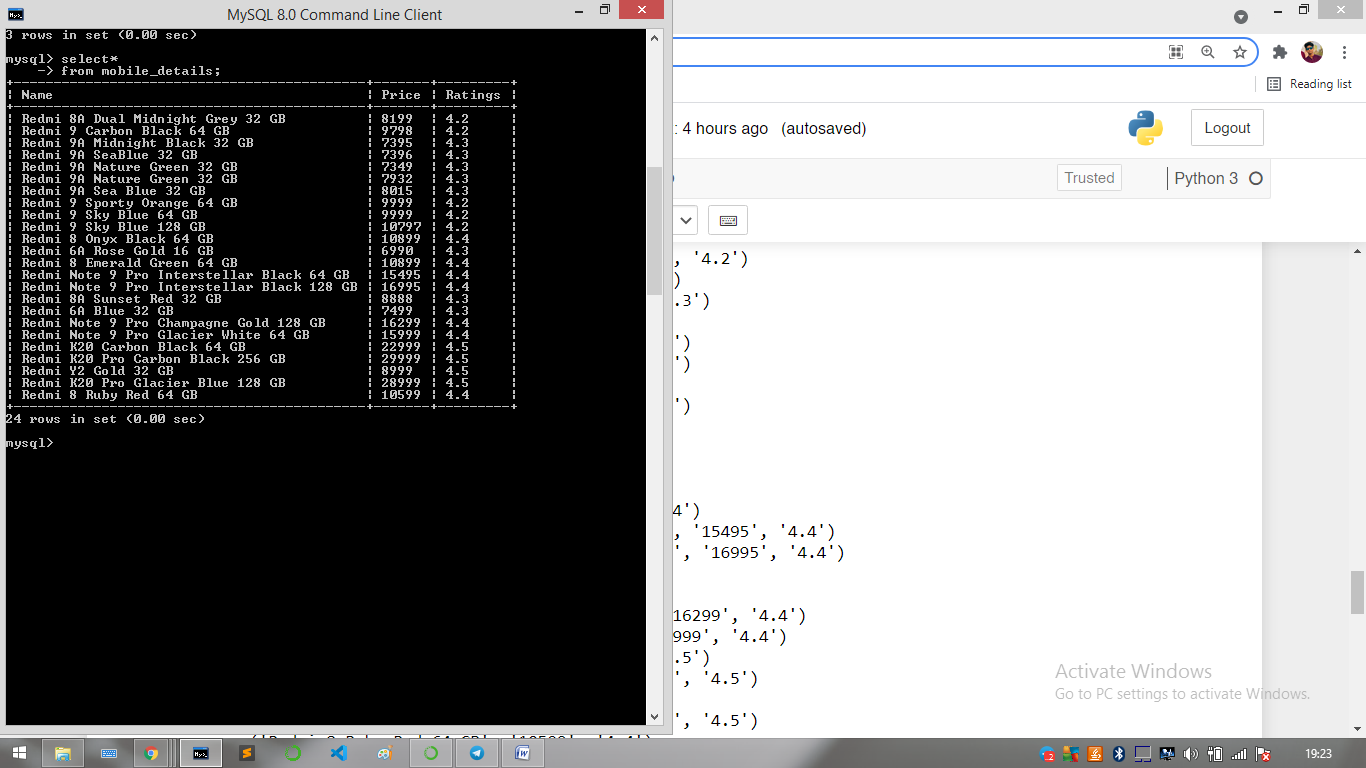 MySQL 8.0 Command Line Client
3 rows in set (0.00 sec)
mysql> select*
    -> from mobile_details;
| Name | Price | Ratings |
| Redmi 8A Dual Midnight Grey 32 GB | 8199 | 4.2 |
| Redmi 9 Carbon Black 64 GB | 9798 | 4.2 |
| Redmi 9A Midnight Black 32 GB | 7395 | 4.3 |
| Redmi 9A SeaBlue 32 GB | 7396 | 4.3 |
| Redmi 9A Nature Green 32 GB | 7349 | 4.3 |
| Redmi 9A Nature Green 32 GB | 7932 | 4.3 |
| Redmi 9A Sea Blue 32 GB | 8015 | 4.3 |
| Redmi 9 Sporty Orange 64 GB | 9999 | 4.2 |
| Redmi 9 Sky Blue 64 GB | 9999 | 4.2 |
| Redmi 9 Sky Blue 128 GB | 10797 | 4.2 |
| Redmi 8 Onyx Black 64 GB | 10899 | 4.4 |
| Redmi 6A Rose Gold 16 GB | 6990 | 4.3 |
| Redmi 8 Emerald Green 64 GB | 10899 | 4.4 |
| Redmi Note 9 Pro Interstellar Black 64 GB | 15495 | 4.4 |
| Redmi Note 9 Pro Interstellar Black 128 GB | 16995 | 4.4 |
| Redmi 8A Sunset Red 32 GB | 8888 | 4.3 |
| Redmi 6A Blue 32 GB | 7499 | 4.3 |
| Redmi Note 9 Pro Champagne Gold 128 GB | 16299 | 4.4 |
| Redmi Note 9 Pro Glacier White 64 GB | 15999 | 4.4 |
| Redmi K20 Carbon Black 64 GB | 22999 | 4.5 |
| Redmi K20 Pro Carbon Black 256 GB | 29999 | 4.5 |
| Redmi Y2 Gold 32 GB | 8999 | 4.5 |
| Redmi K20 Pro Glacier Blue 128 GB | 28999 | 4.5 |
| Redmi 8 Ruby Red 64 GB | 10599 | 4.4 |
24 rows in set (0.00 sec)
mysql>
Reading list
: 4 hours ago (autosaved)
Logout
Trusted
Python 3
, '4.2')
)
.3')
')
')
')
4')
, '15495', '4.4')
', '16995', '4.4')
16299', '4.4')
999', '4.4')
.5')
', '4.5')
', '4.5')
Activate Windows
Go to PC settings to activate Windows.
19:23